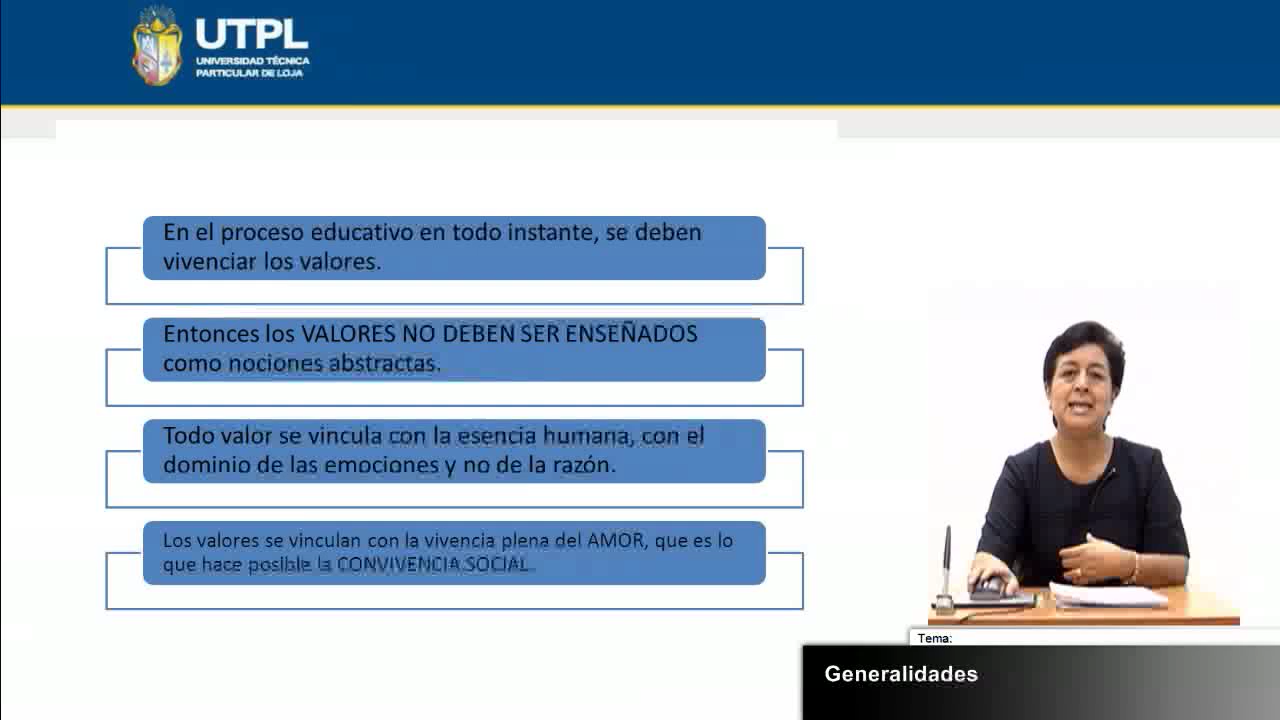 UTPL
UNIVERSIDAD TÉCNICA
PARTICULAR DE LOJA
En el proceso educativo en todo instante, se deben
vivenciar los valores.
Entonces los VALORES NO DEBEN SER ENSEÑADOS
como nociones abstractas.
Todo valor se vincula con la esencia humana, con el
dominio de las emociones y no de la razón.
Los valores se vinculan con la vivencia plena del AMOR, que es lo
que hace posible la CONVIVENCIA SOCIAL.
Tema:
Generalidades